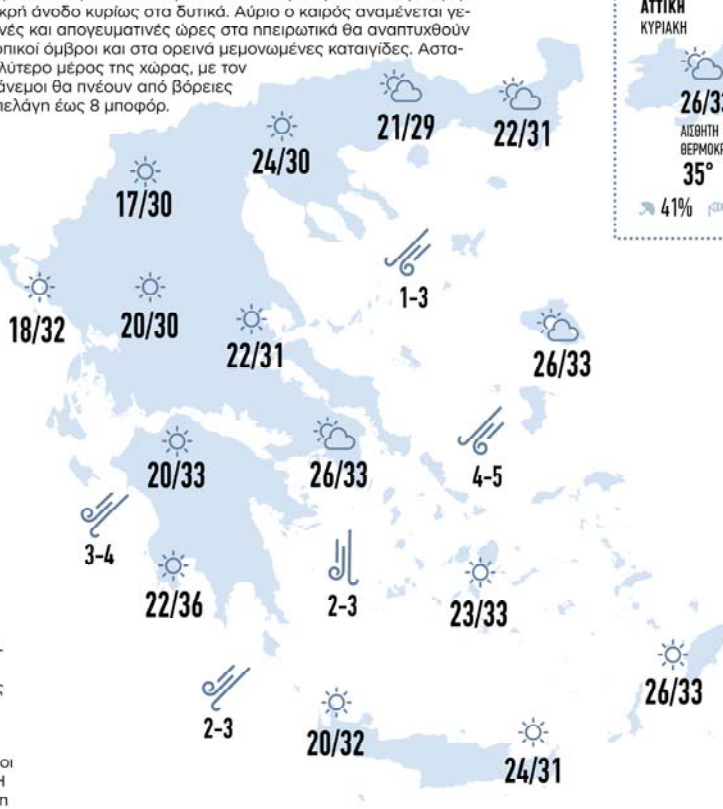 κρή άνοδο κυρίως στα δυτικά. Αύριο ο καιρός αναμένεται γε-
νές και απογευματινές ώρες στα ηπειρωτικά θα αναπτυχθούν
οπικοί όμβροι και στα ορεινά μεμονωμένες καταιγίδες. Αστα-
λύτερο μέρος της χώρας, με τον
άνεμοι θα πνέουν από βόρειες
πελάγη έως 8 μποφόρ.
ΑΤΤΙΚΗ
ΚΥΡΙΑΚΗ
26/33
ΑΙΣΘΗΤΗ
ΘΕΡΜΟΚΡ
35°
41%
21/29
22/31
24/30
17/30
1-3
18/32
20/30
22/31
26/33
20/33
26/33
4-5
3-4
22/36
2-3
23/33
26/33
2-3
20/32
24/31
οι
Η
η